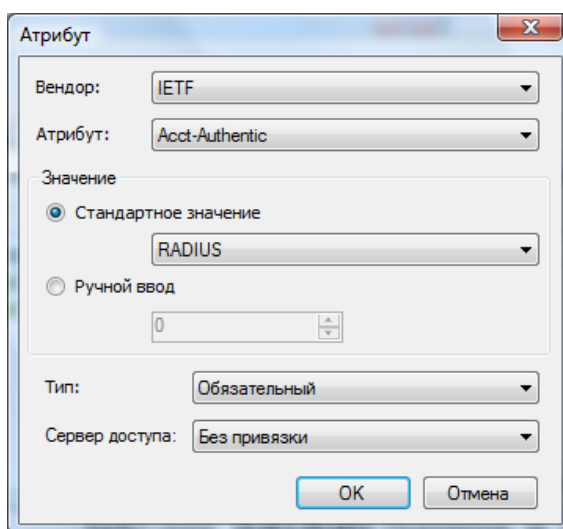 Атрибут
Вендор: IETF
Атрибут: Acct-Authentic
Значение
Стандартное значение
RADIUS
Ручной ввод
0
Тип: Обязательный
Сервер доступа: Без привязки
OK Отмена